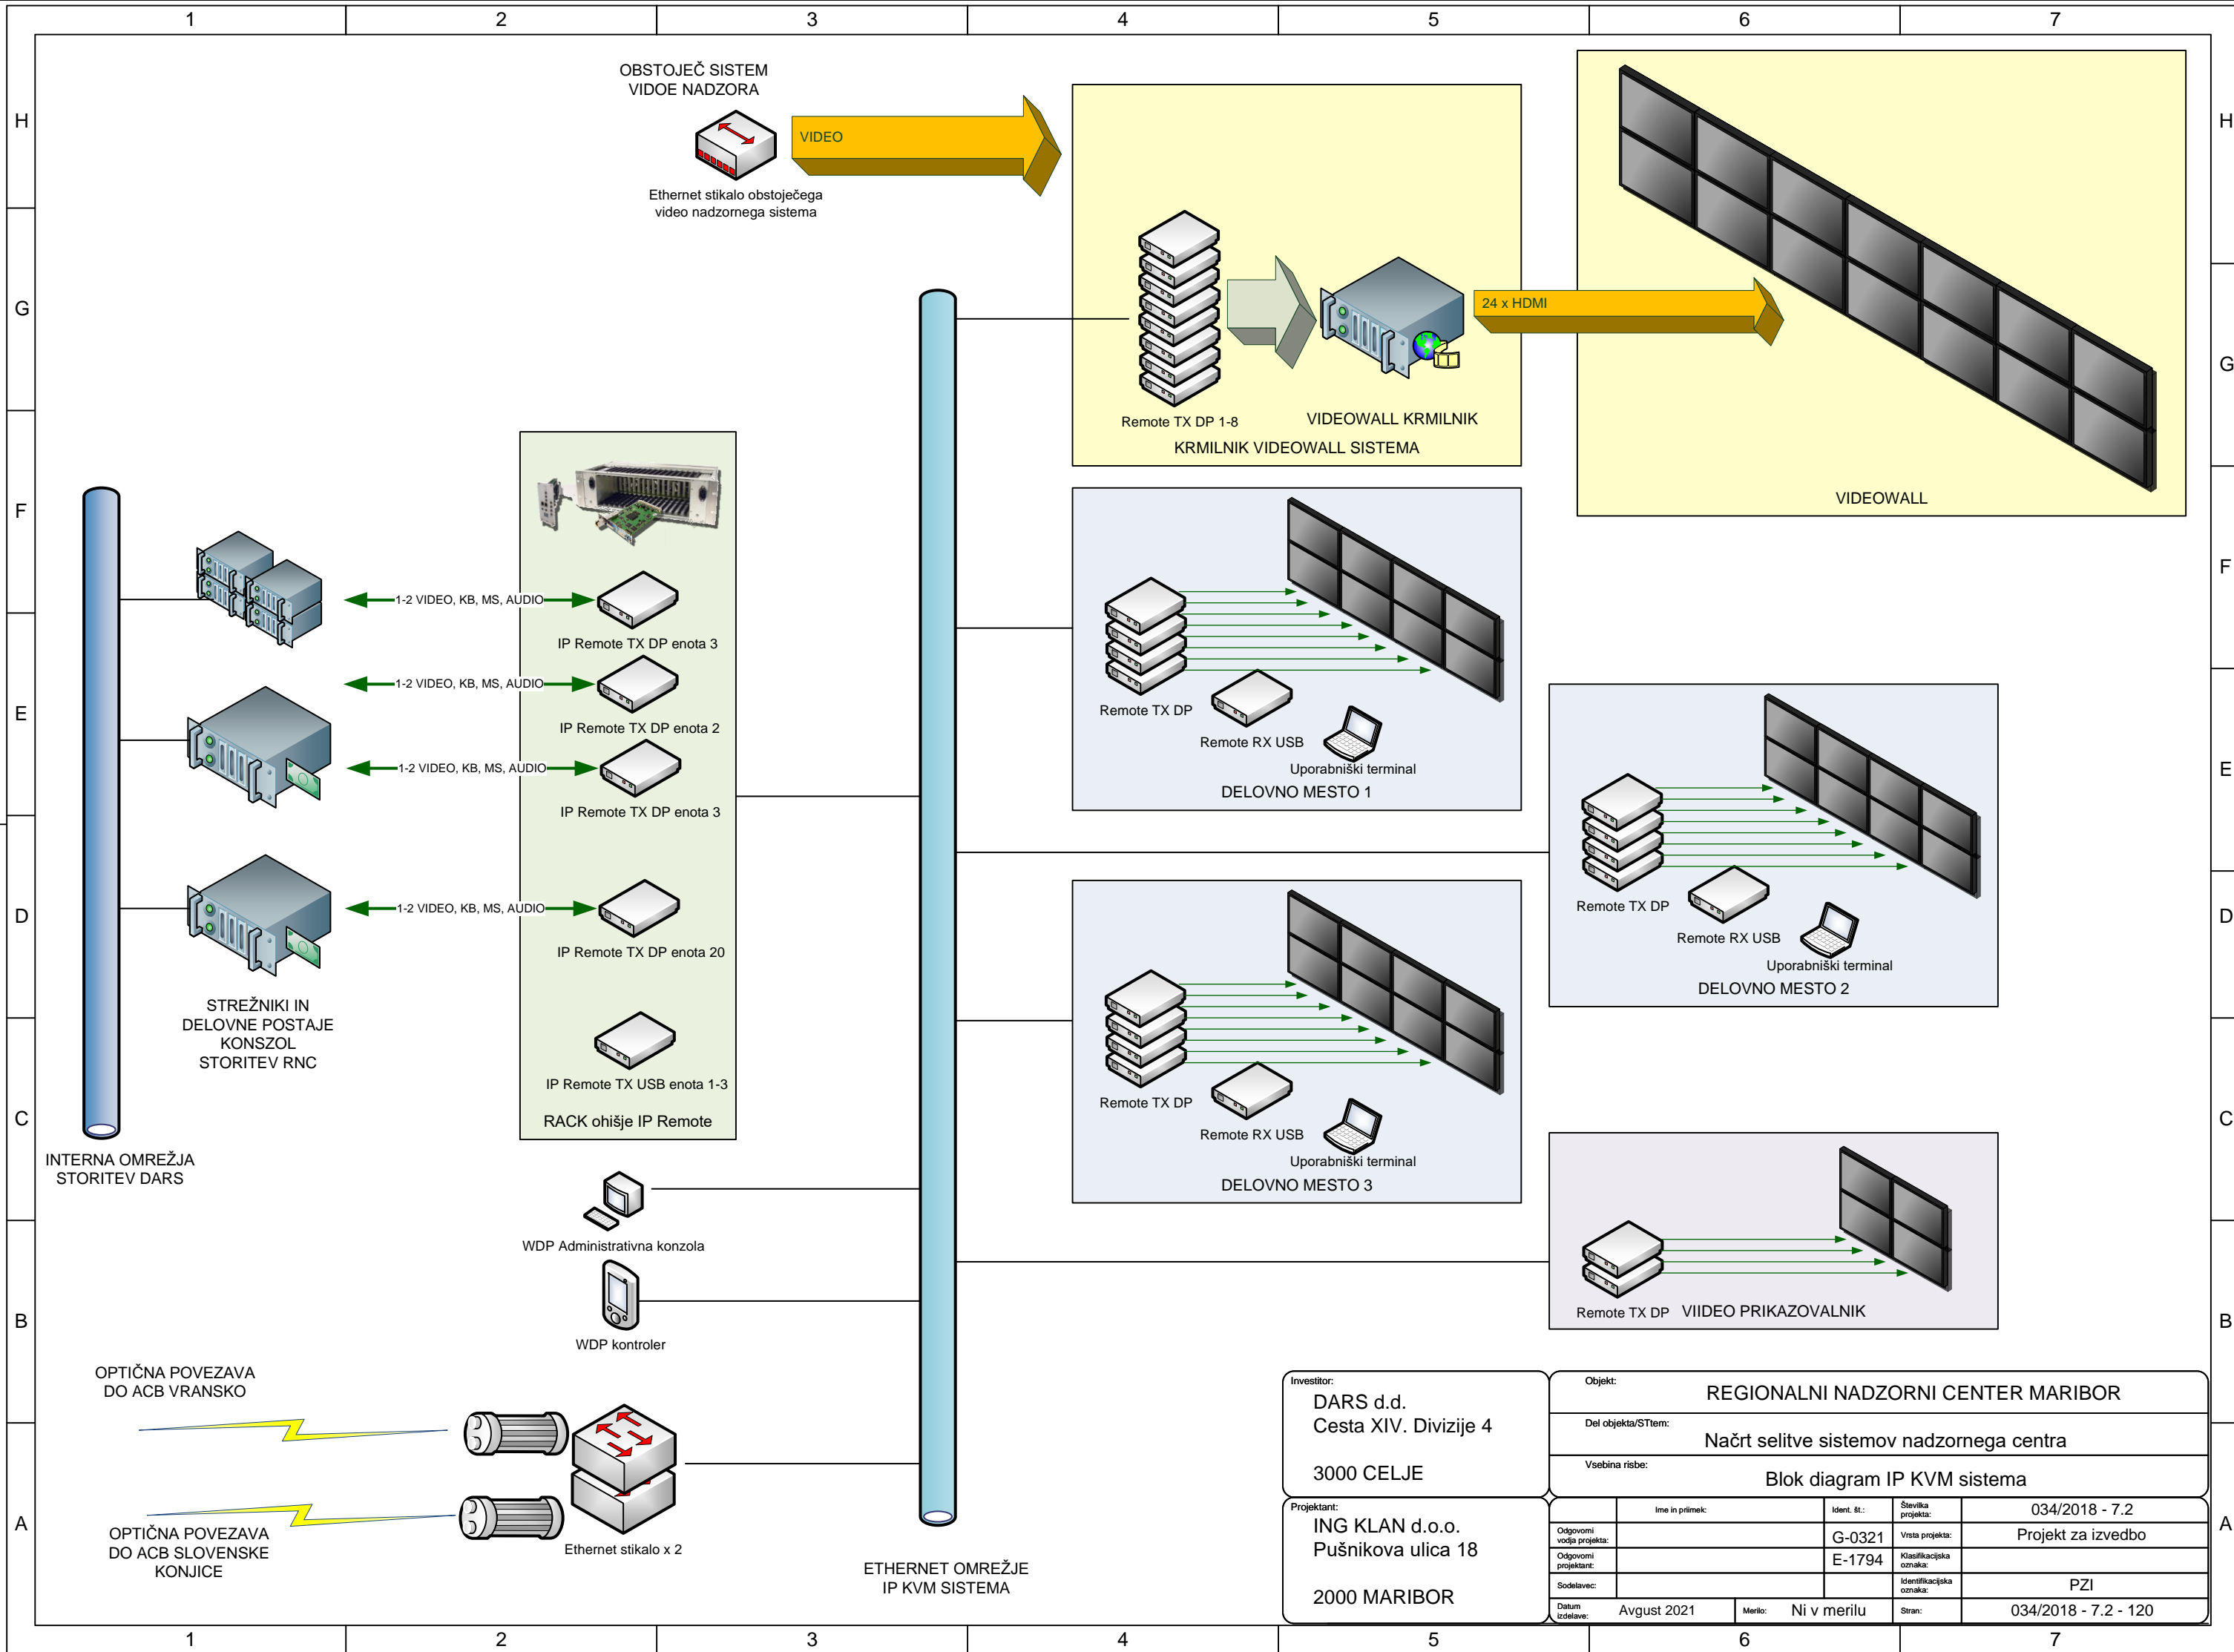 1 2 3 4 5 6 7
H
G
F
E
D
C
B
A
H
G
F
E
D
C
B
A
OBSTOJEČ SISTEM
VIDOE NADZORA
VIDEO
Ethernet stikalo obstoječega
video nadzornega sistema
Remote TX DP 1-8
VIDEOWALL KRMILNIK
KRMILNIK VIDEOWALL SISTEMA
24 x HDMI
VIDEOWALL
1-2 VIDEO, KB, MS, AUDIO
IP Remote TX DP enota 3
1-2 VIDEO, KB, MS, AUDIO
IP Remote TX DP enota 2
1-2 VIDEO, KB, MS, AUDIO
IP Remote TX DP enota 3
1-2 VIDEO, KB, MS, AUDIO
IP Remote TX DP enota 20
IP Remote TX USB enota 1-3
RACK ohišje IP Remote
STREŽNIKI IN
DELOVNE POSTAJE
KONSZOL
STORITEV RNC
INTERNA OMREŽJA
STORITEV DARS
Remote TX DP
Remote RX USB
Uporabniški terminal
DELOVNO MESTO 1
Remote TX DP
Remote RX USB
Uporabniški terminal
DELOVNO MESTO 2
Remote TX DP
Remote RX USB
Uporabniški terminal
DELOVNO MESTO 3
Remote TX DP
VIIDEO PRIKAZOVALNIK
WDP Administrativna konzola
WDP kontroler
OPTIČNA POVEZAVA
DO ACB VRANSKO
OPTIČNA POVEZAVA
DO ACB SLOVENSKE
KONJICE
Ethernet stikalo x 2
ETHERNET OMREŽJE
IP KVM SISTEMA
Investitor:
DARS d.d.
Cesta XIV. Divizije 4
3000 CELJE
Projektant:
ING KLAN d.o.o.
Pušnikova ulica 18
2000 MARIBOR
Objekt:
REGIONALNI NADZORNI CENTER MARIBOR
Del objekta/STtem:
Načrt selitve sistemov nadzornega centra
Vsebina risbe:
Blok diagram IP KVM sistema
Ime in priimek: Ident. št.: Številka
projekta: 034/2018 - 7.2
Odgovorni
vodja projekta: G-0321 Vrsta projekta: Projekt za izvedbo
Odgovorni
projektant: E-1794 Klasifikacijska
oznaka:
Sodelavec: Identifikacijska
oznaka: PZI
Datum
izdelave: Avgust 2021 Merilo: Ni v merilu Stran: 034/2018 - 7.2 - 120
1 2 3 4 5 6 7